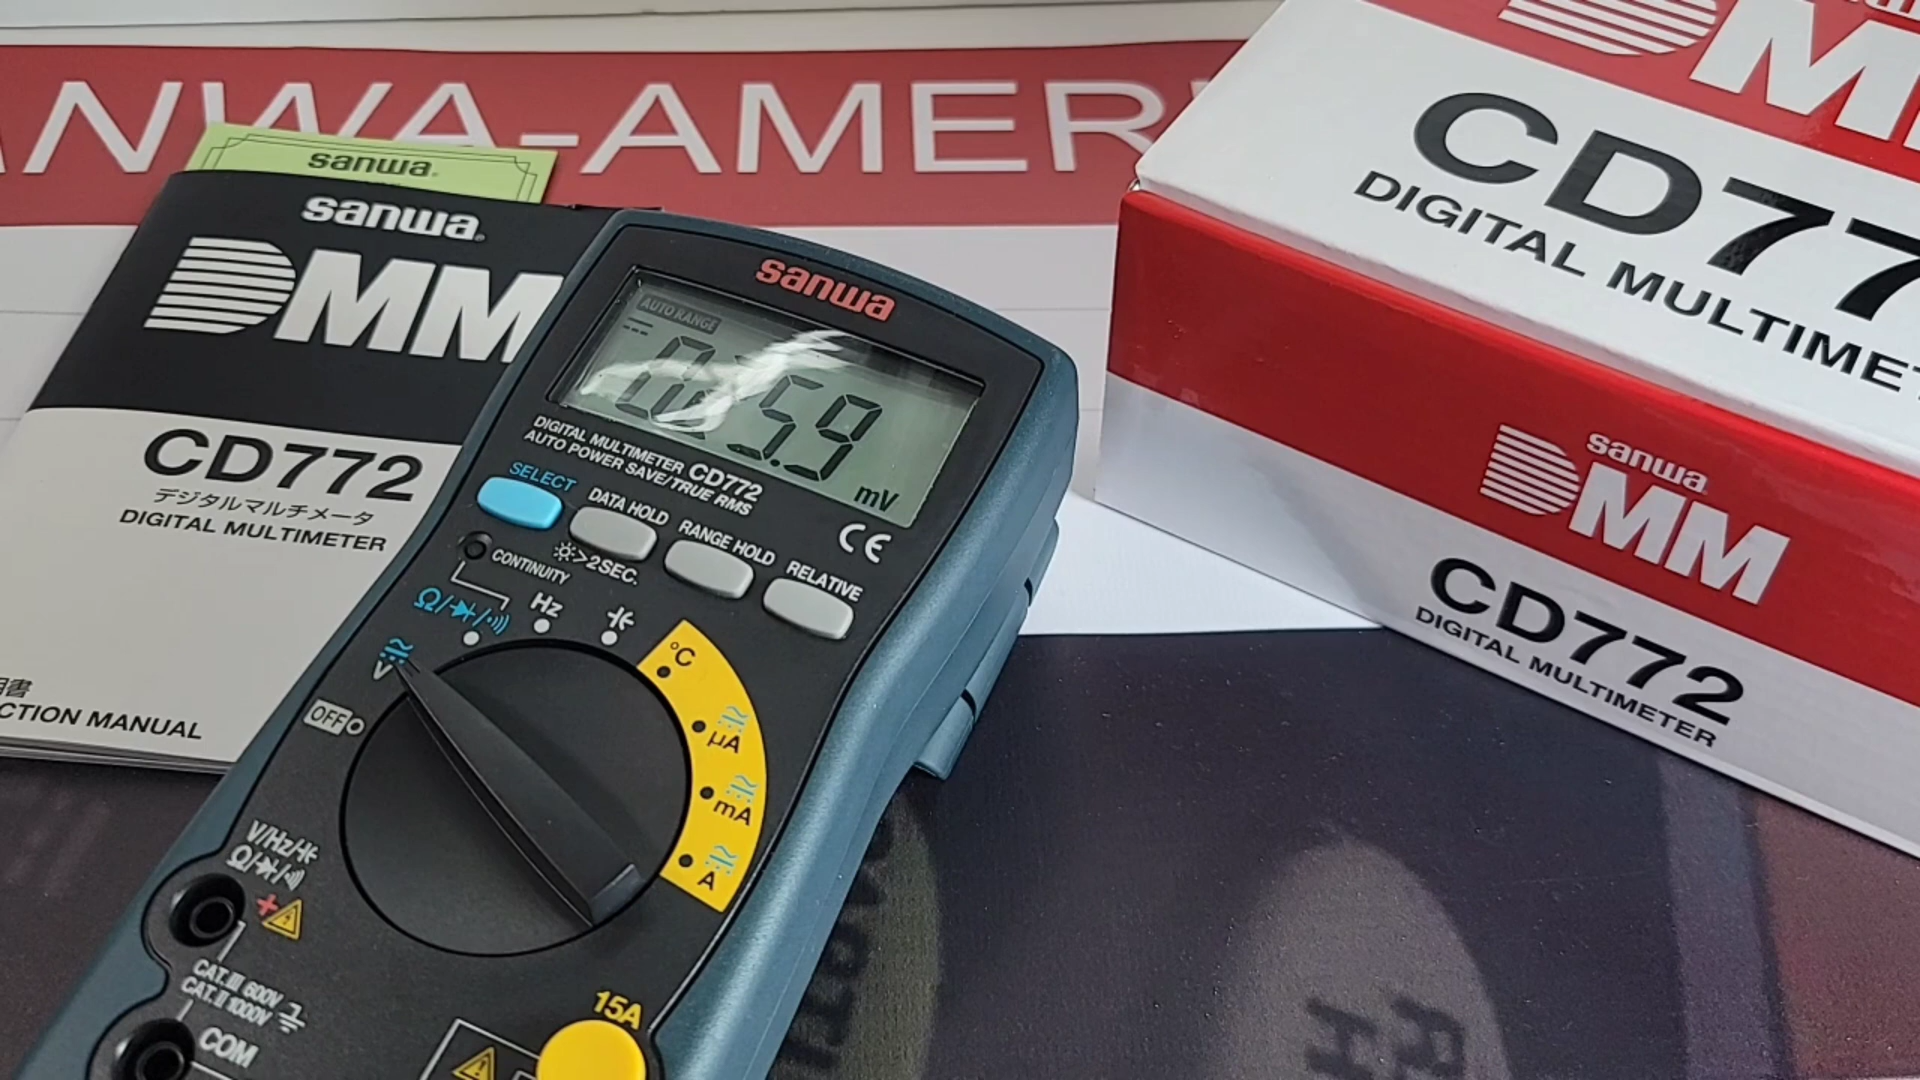 ANWA-AMER
sanwa®
sanwa®
DMM
CD772
デジタルマルチメータ
DIGITAL MULTIMETER
CTION MANUAL
sanwa
AUTO RANGE
mV
DIGITAL MULTIMETER CD772
AUTO POWER SAVE/TRUE RMS
CE
SELECT
DATA HOLD
RANGE HOLD
RELATIVE
>2SEC.
CONTINUITY
Ω/ /
Hz
V
OFF
°C
μA
mA
A
V/Hz/
Ω/ /
+
CAT.III 600V
CAT.II 1000V
COM
15A
DMM
CD77
DIGITAL MULTIMET
sanwa
DMM
CD772
DIGITAL MULTIMETER